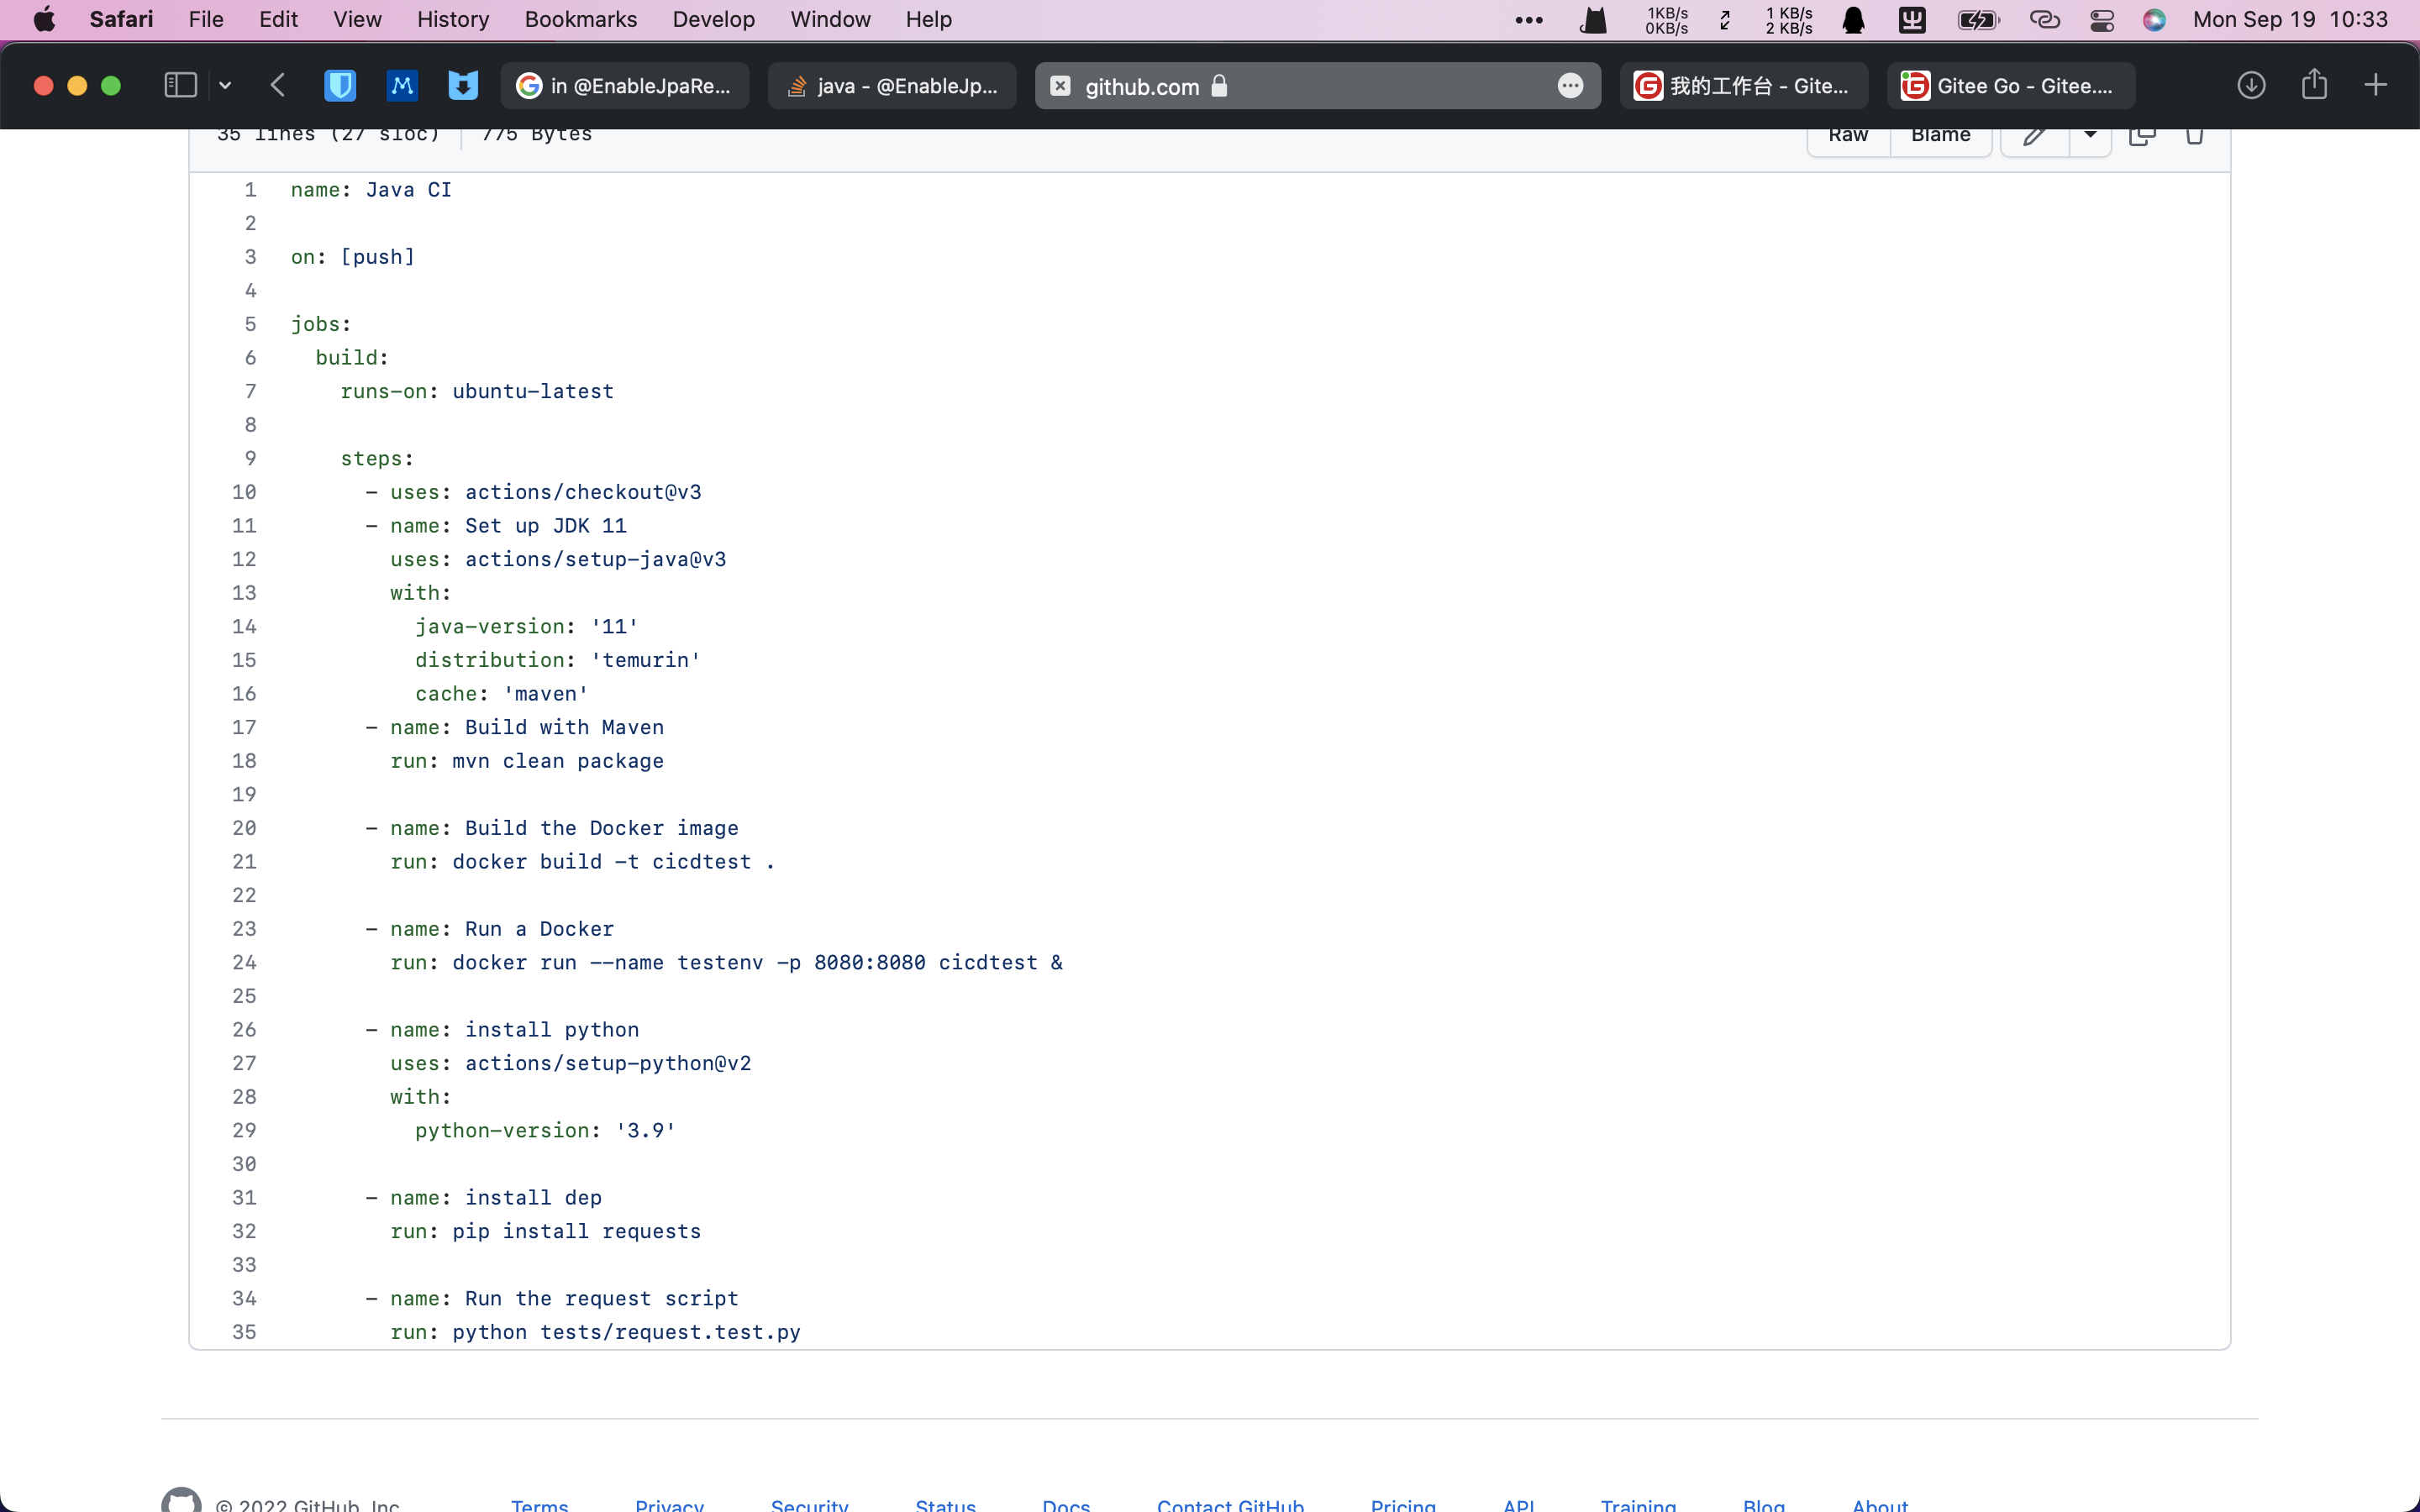 Safari File Edit View History Bookmarks Develop Window Help 1KB/s 0KB/s 1 KB/s 2 KB/s Mon Sep 19 10:33
in @EnableJpaRe... java - @EnableJp... github.com 我的工作台 - Gite... Gitee Go - Gitee....
35 lines (27 sloc) 775 Bytes Raw Blame
1 name: Java CI
2
3 on: [push]
4
5 jobs:
6 build:
7 runs-on: ubuntu-latest
8
9 steps:
10 - uses: actions/checkout@v3
11 - name: Set up JDK 11
12 uses: actions/setup-java@v3
13 with:
14 java-version: '11'
15 distribution: 'temurin'
16 cache: 'maven'
17 - name: Build with Maven
18 run: mvn clean package
19
20 - name: Build the Docker image
21 run: docker build -t cicdtest .
22
23 - name: Run a Docker
24 run: docker run --name testenv -p 8080:8080 cicdtest &
25
26 - name: install python
27 uses: actions/setup-python@v2
28 with:
29 python-version: '3.9'
30
31 - name: install dep
32 run: pip install requests
33
34 - name: Run the request script
35 run: python tests/request.test.py
© 2022 GitHub, Inc. Terms Privacy Security Status Docs Contact GitHub Pricing API Training Blog About